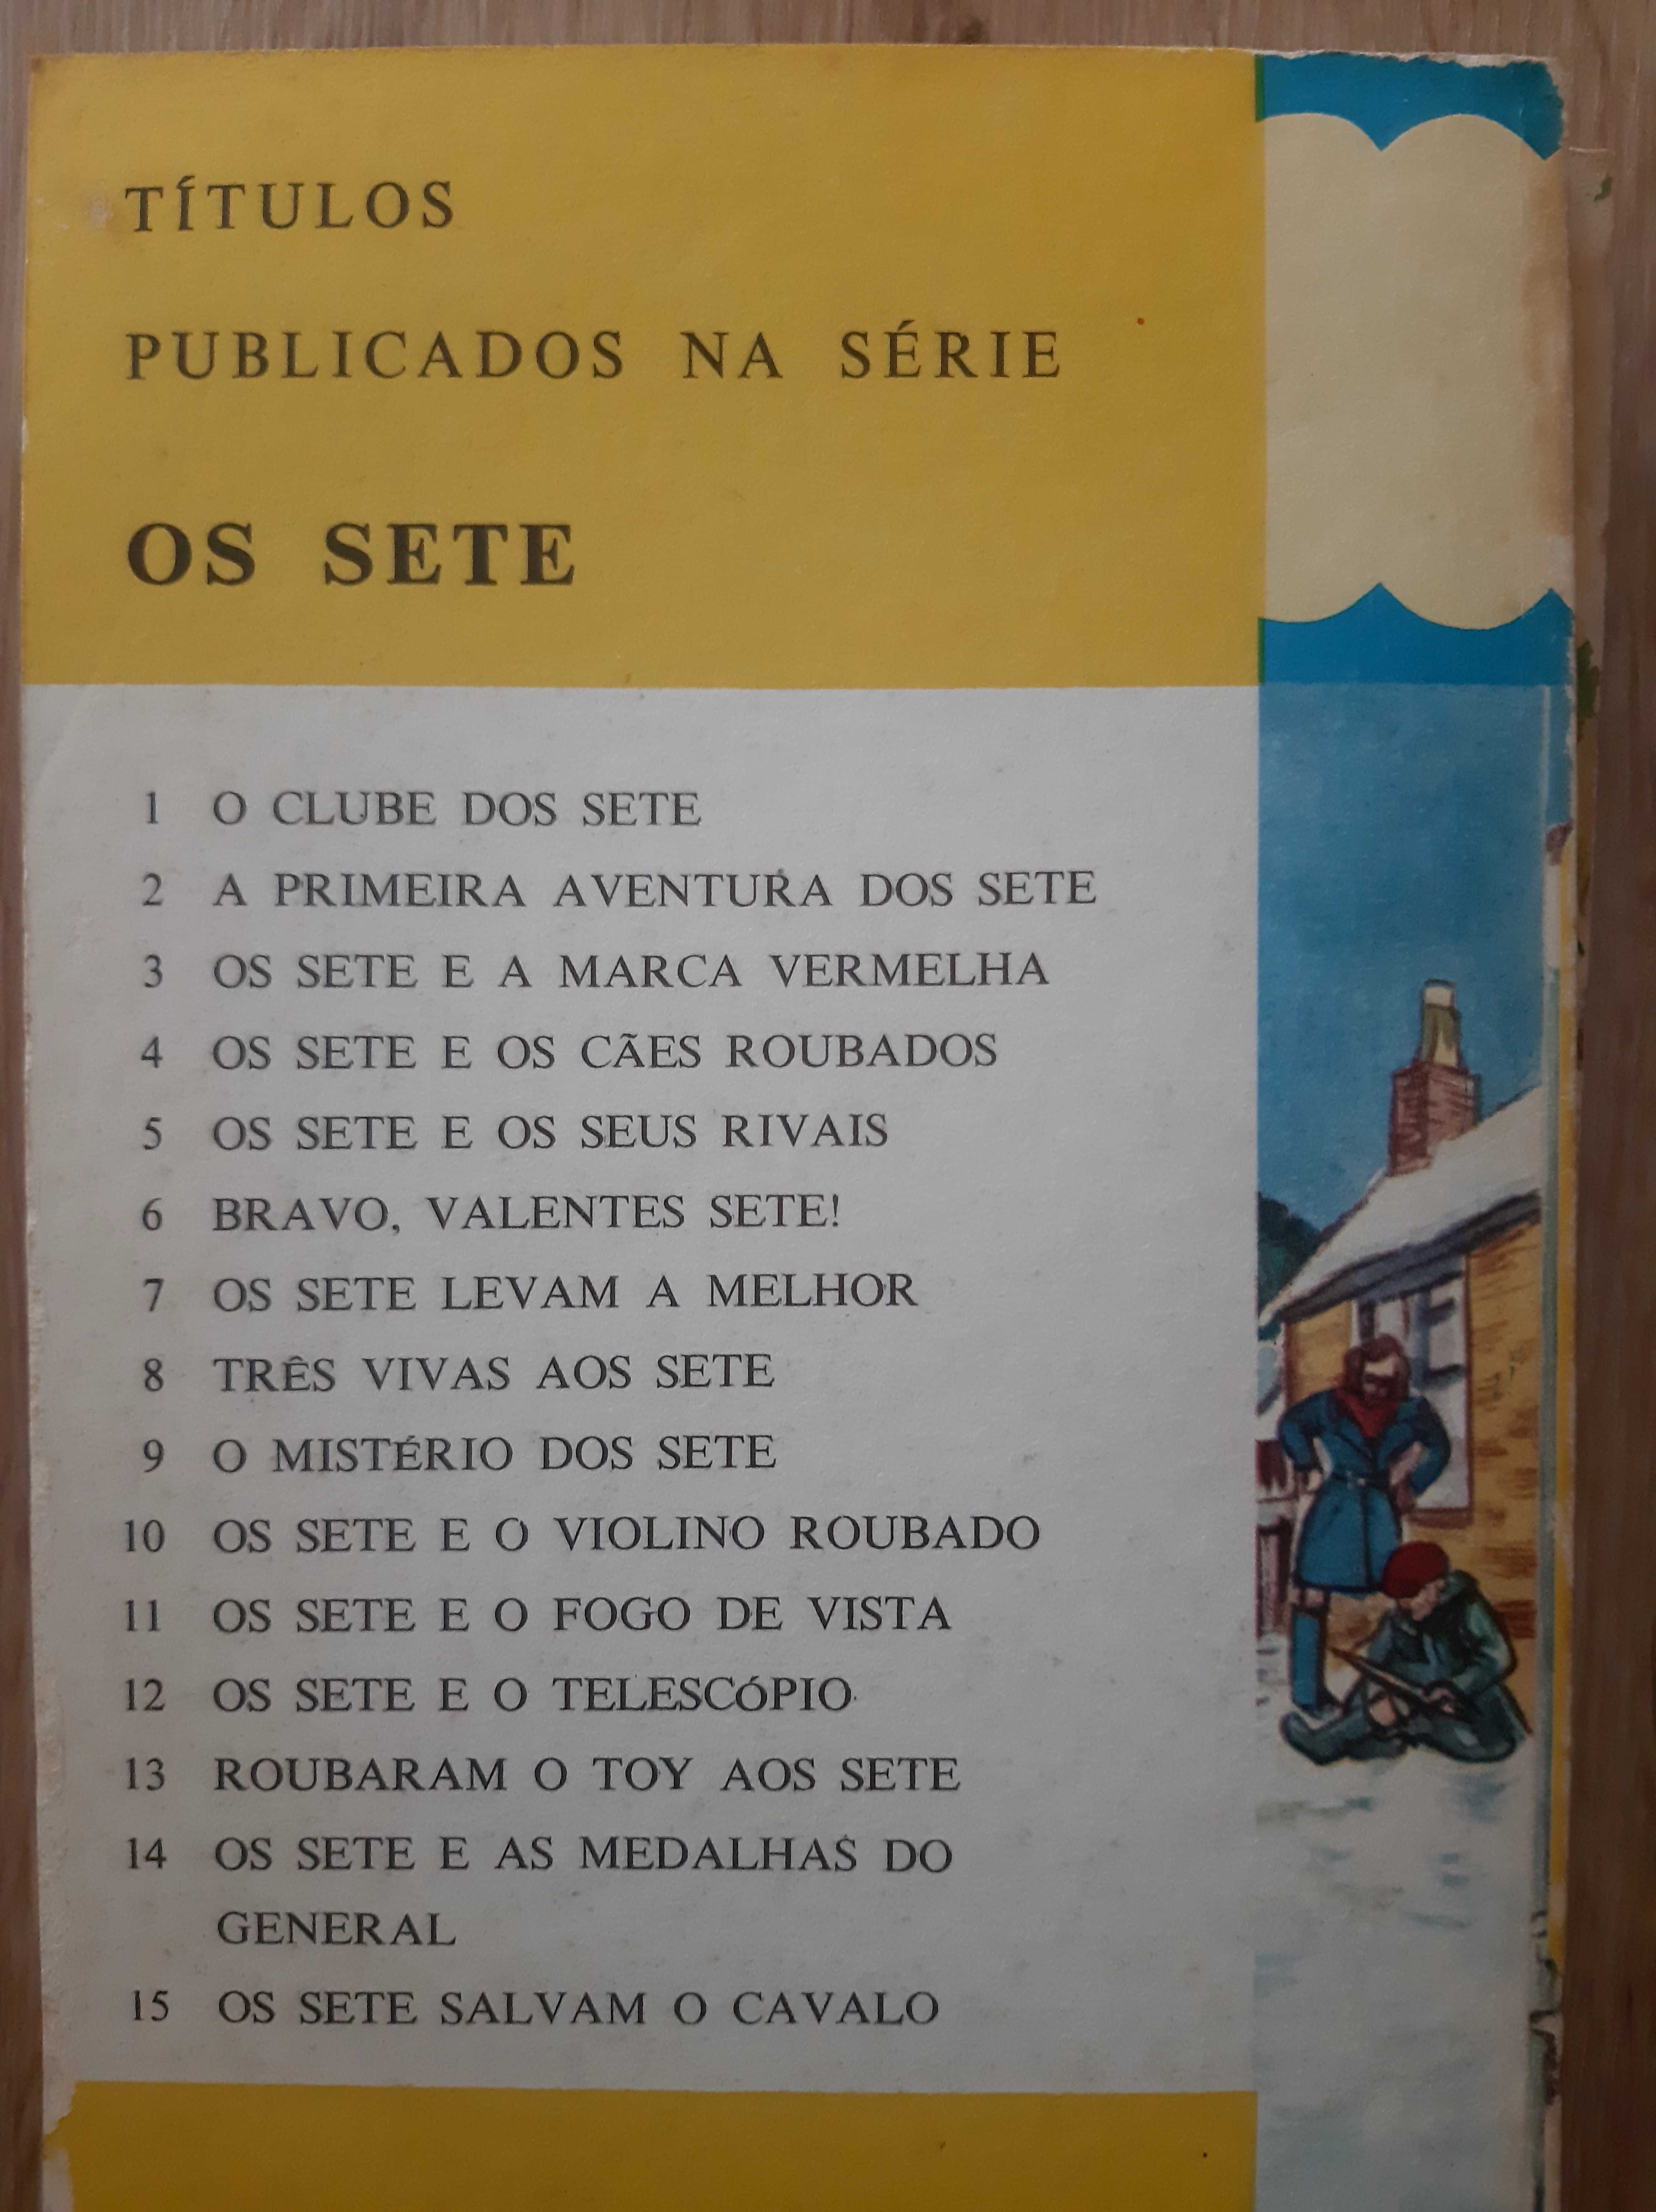 TÍTULOS
PUBLICADOS NA SÉRIE
OS SETE
1 O CLUBE DOS SETE
2 A PRIMEIRA AVENTURA DOS SETE
3 OS SETE E A MARCA VERMELHA
4 OS SETE E OS CÃES ROUBADOS
5 OS SETE E OS SEUS RIVAIS
6 BRAVO, VALENTES SETE!
7 OS SETE LEVAM A MELHOR
8 TRÊS VIVAS AOS SETE
9 O MISTÉRIO DOS SETE
10 OS SETE E O VIOLINO ROUBADO
11 OS SETE E O FOGO DE VISTA
12 OS SETE E O TELESCÓPIO
13 ROUBARAM O TOY AOS SETE
14 OS SETE E AS MEDALHAS DO
GENERAL
15 OS SETE SALVAM O CAVALO